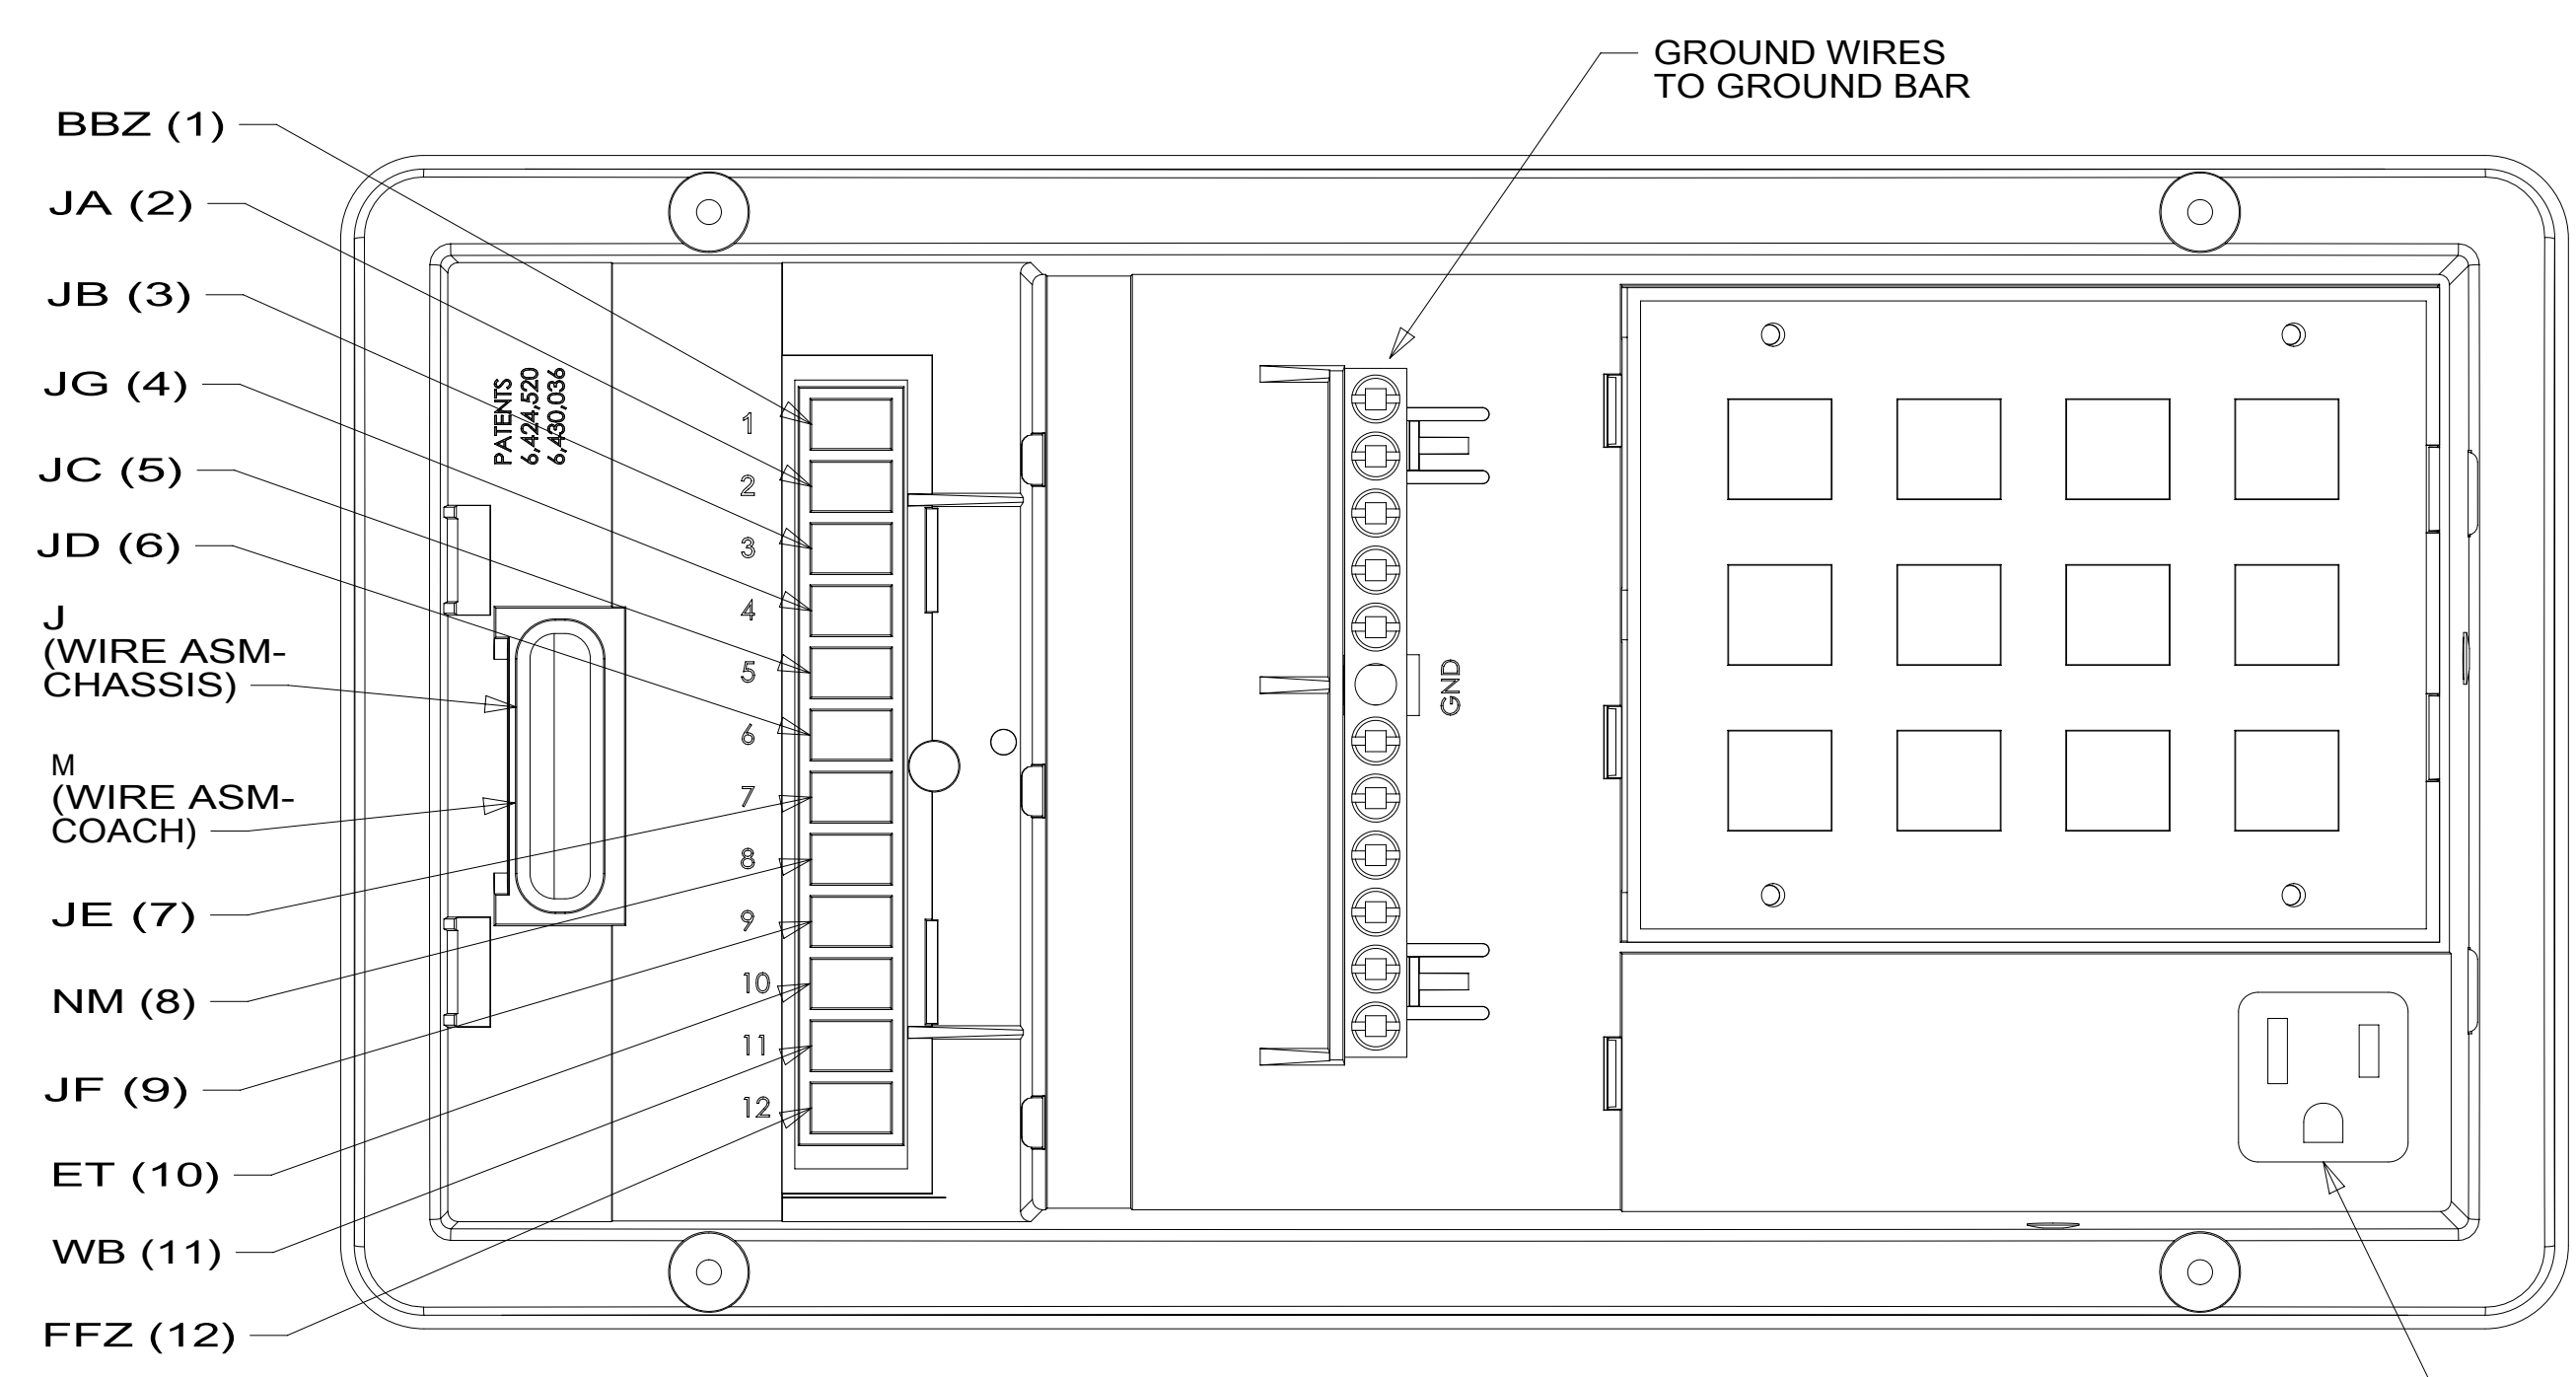 GROUND WIRES
TO GROUND BAR
BBZ (1)
JA (2)
JB (3)
JG (4)
JC (5)
JD (6)
J
(WIRE ASM-
CHASSIS)
M
(WIRE ASM-
COACH)
JE (7)
NM (8)
JF (9)
ET (10)
WB (11)
FFZ (12)
PATENTS
6,424,520
6,430,036
1
2
3
4
5
6
7
8
9
10
11
12
GND